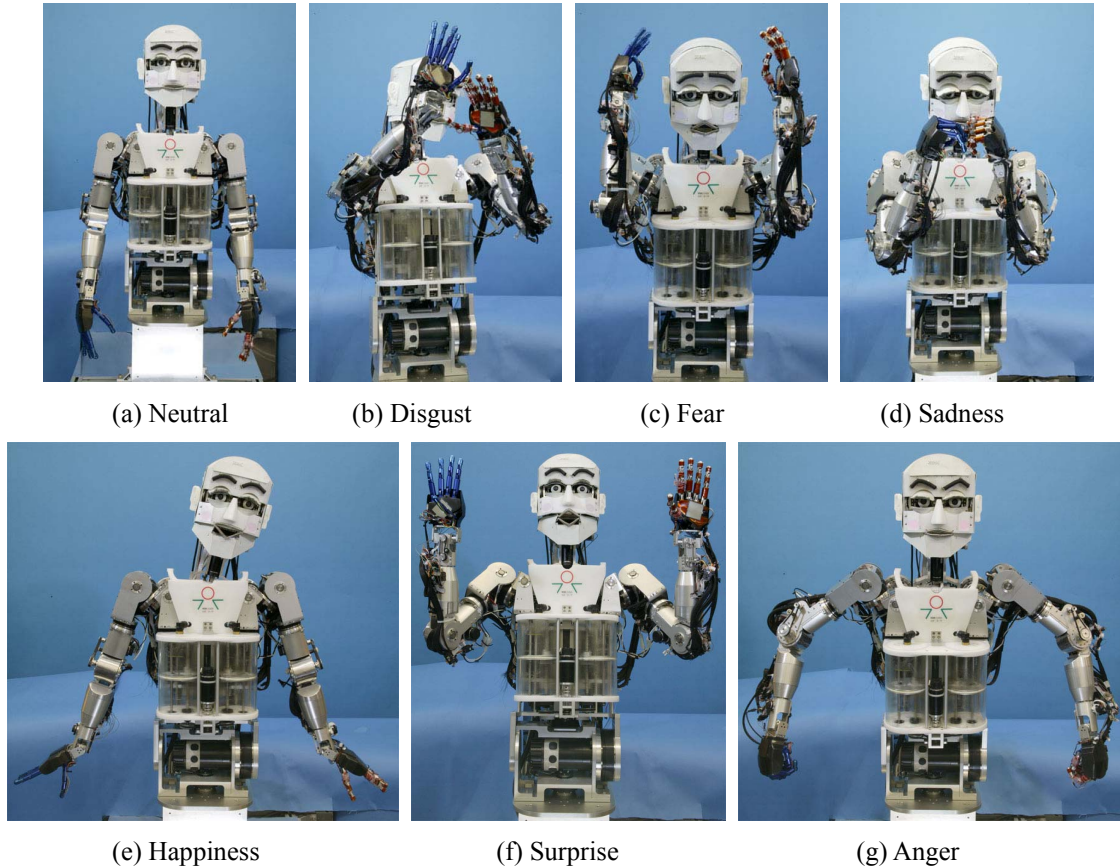 (a) Neutral
(b) Disgust
(c) Fear
(d) Sadness
(e) Happiness
(f) Surprise
(g) Anger